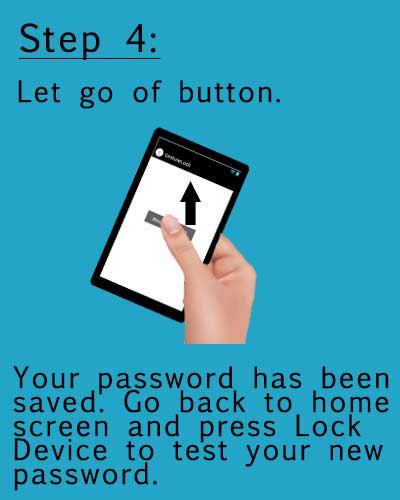 Step 4:
Let go of button.
GestureLock
Your password has been
saved. Go back to home
screen and press Lock
Device to test your new
password.